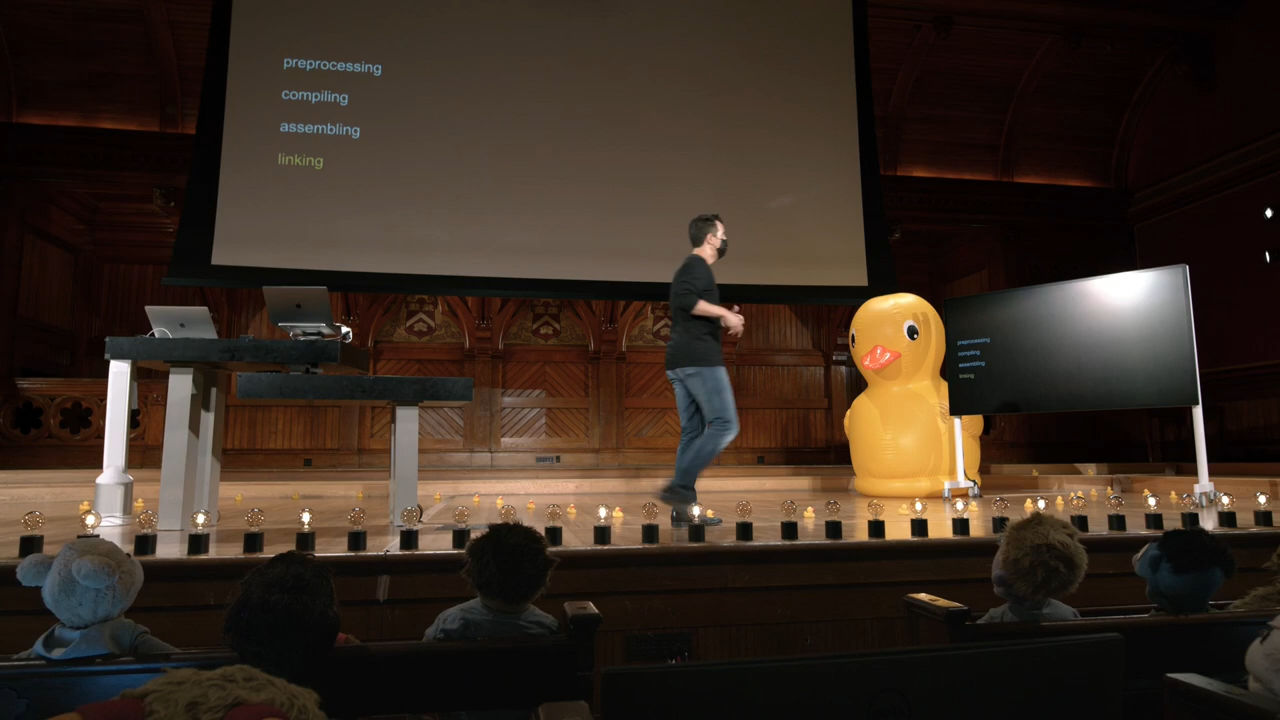 preprocessing
compiling
assembling
linking
preprocessing
compiling
assembling
linking